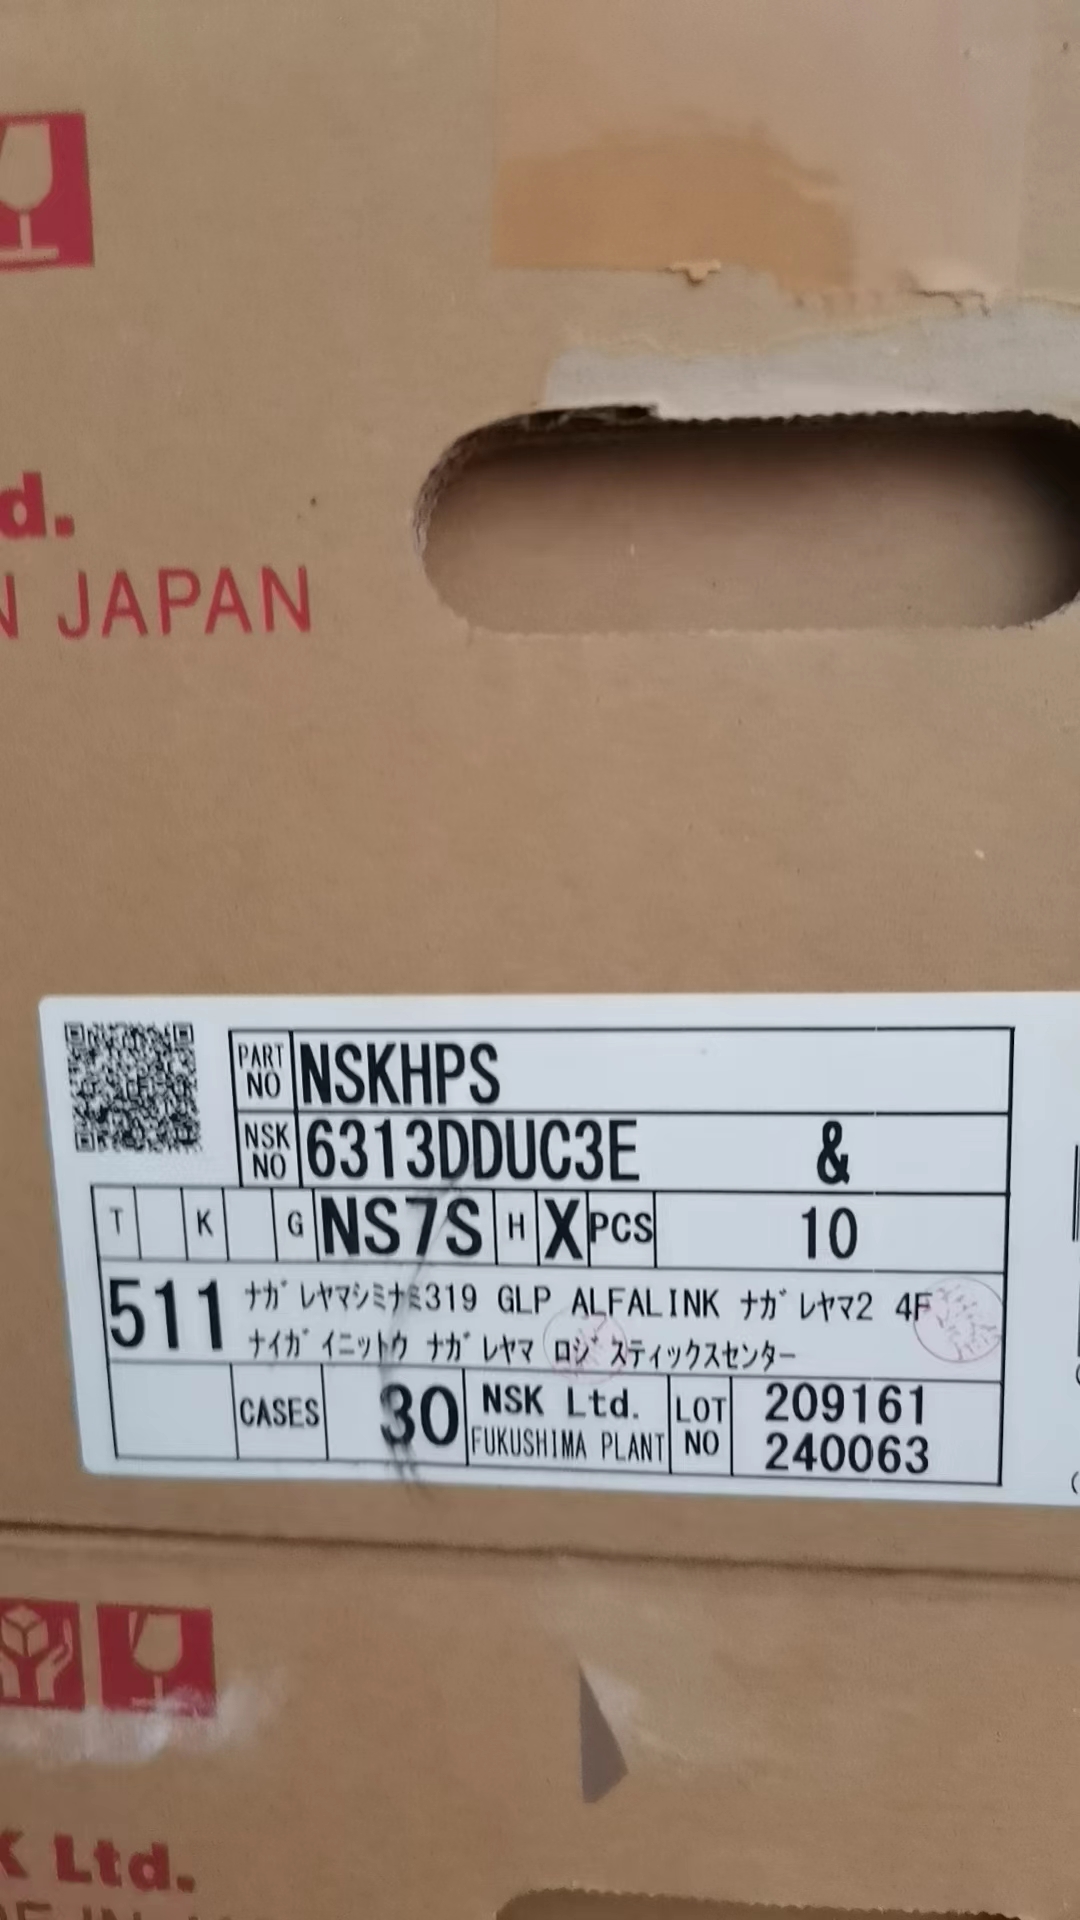 d.
N JAPAN
PART NO NSKHPS
NSK NO 6313DDUC3E &
T K G NS7S H X PCS 10
511 ナガレヤマシミナミ319 GLP ALFALINK ナガレヤマ2 4F
ナイガイニットウ ナガレヤマ ロジスティックスセンター
CASES 30 NSK Ltd. FUKUSHIMA PLANT LOT NO 209161 240063
K Ltd.